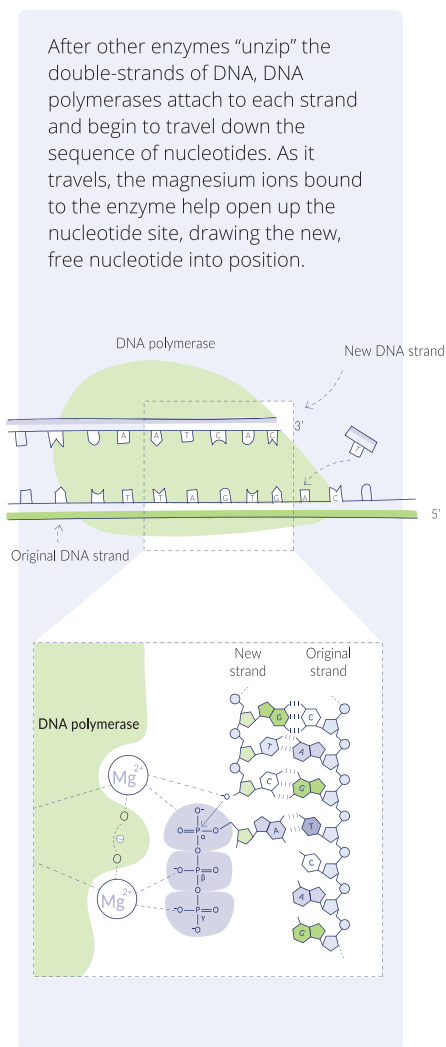 After other enzymes “unzip” the
double-strands of DNA, DNA
polymerases attach to each strand
and begin to travel down the
sequence of nucleotides. As it
travels, the magnesium ions bound
to the enzyme help open up the
nucleotide site, drawing the new,
free nucleotide into position.
DNA polymerase
New DNA strand
3’
A A T C A C
T
T T A G T G A C
5’
Original DNA strand
New
strand
Original
strand
DNA polymerase
G C
T A
C G
A T
C
A
G
Mg2+
O
⊖
O
Mg2+
O-
O=P-O
α
O
-O-P=O
β
O
-O-P=O
γ
-O